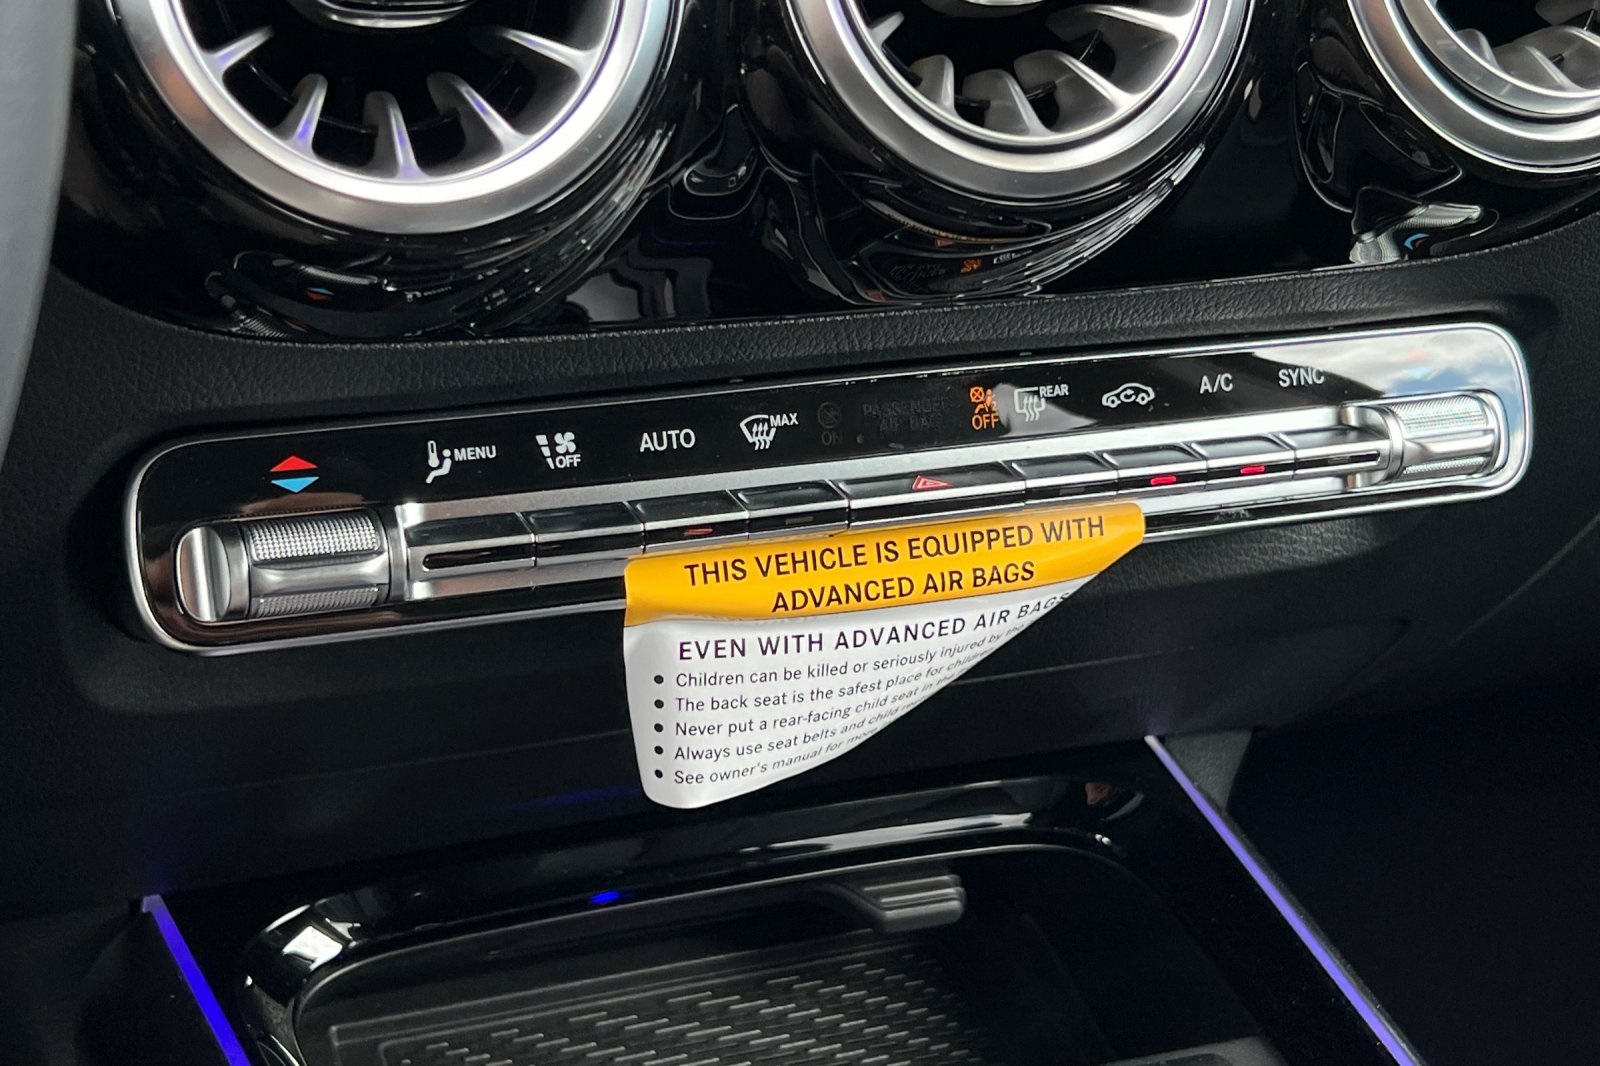 MENU
OFF
AUTO
MAX
ON
PASSENGER
AIR BAG
OFF
REAR
A/C
SYNC
THIS VEHICLE IS EQUIPPED WITH
ADVANCED AIR BAGS
EVEN WITH ADVANCED AIR BAGS
Children can be killed or seriously injured by the
The back seat is the safest place for children
Never put a rear-facing child seat in the
Always use seat belts and child
See owner's manual for more